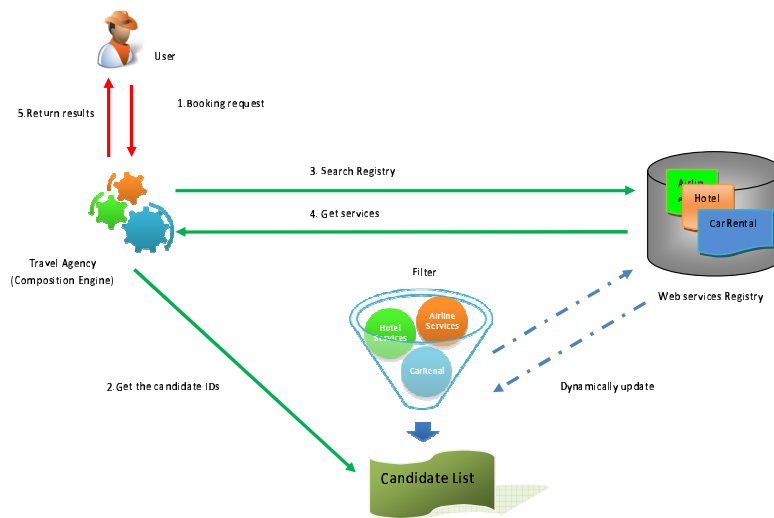 User
1.Booking request
5.Return results
3. Search Registry
4. Get services
Airlin
Hotel
CarRental
Travel Agency
(Composition Engine)
Filter
Web services Registry
Hotel
Services
Airline
Services
CarRenal
2.Get the candidate IDs
Dynamically update
Candidate List